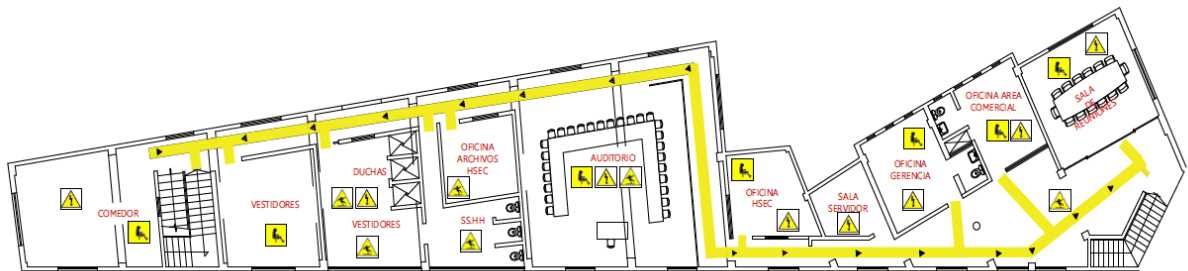 COMEDOR
VESTIDORES
DUCHAS
VESTIDORES
OFICINA
ARCHIVOS
HSEC
SS.HH
AUDITORIO
OFICINA
HSEC
SALA
SERVIDOR
OFICINA
GERENCIA
OFICINA AREA
COMERCIAL
SALA
DE
REUNIONES